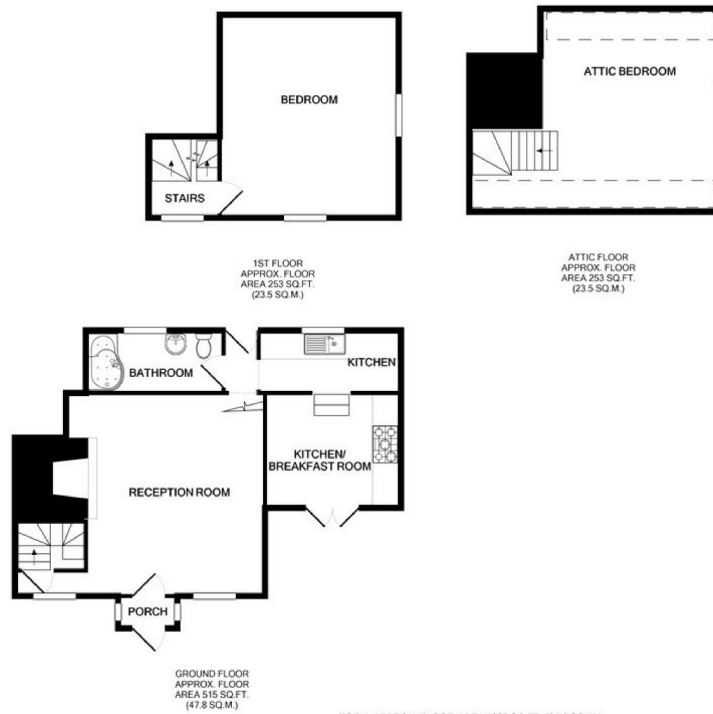 BEDROOM
STAIRS
1ST FLOOR
APPROX. FLOOR
AREA 253 SQ.FT.
(23.5 SQ.M.)
ATTIC BEDROOM
ATTIC FLOOR
APPROX. FLOOR
AREA 253 SQ.FT.
(23.5 SQ.M.)
BATHROOM
KITCHEN
KITCHEN/
BREAKFAST ROOM
RECEPTION ROOM
PORCH
GROUND FLOOR
APPROX. FLOOR
AREA 515 SQ.FT.
(47.8 SQ.M.)